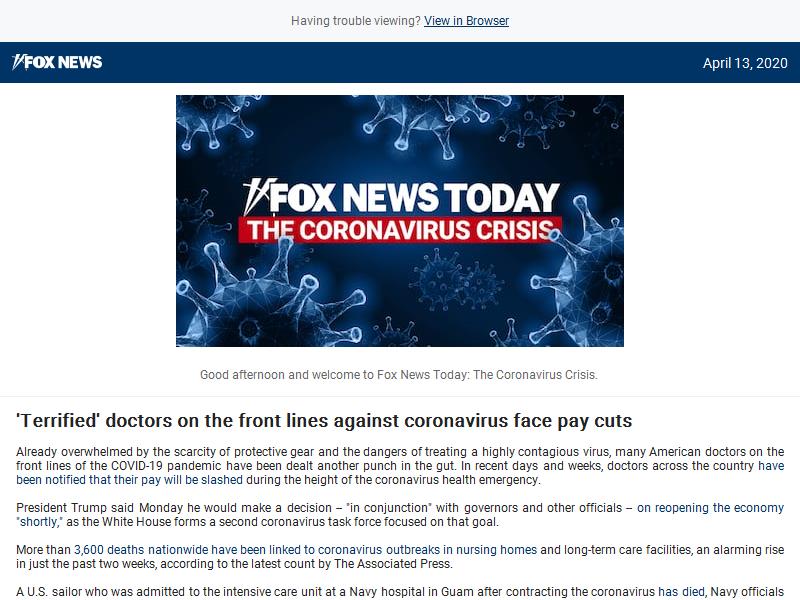 Having trouble viewing? View in Browser
FOX NEWS
April 13, 2020
FOX NEWS TODAY
THE CORONAVIRUS CRISIS
Good afternoon and welcome to Fox News Today: The Coronavirus Crisis.
'Terrified' doctors on the front lines against coronavirus face pay cuts
Already overwhelmed by the scarcity of protective gear and the dangers of treating a highly contagious virus, many American doctors on the
front lines of the COVID-19 pandemic have been dealt another punch in the gut. In recent days and weeks, doctors across the country have
been notified that their pay will be slashed during the height of the coronavirus health emergency.
President Trump said Monday he would make a decision – "in conjunction" with governors and other officials – on reopening the economy
"shortly," as the White House forms a second coronavirus task force focused on that goal.
More than 3,600 deaths nationwide have been linked to coronavirus outbreaks in nursing homes and long-term care facilities, an alarming rise
in just the past two weeks, according to the latest count by The Associated Press.
A U.S. sailor who was admitted to the intensive care unit at a Navy hospital in Guam after contracting the coronavirus has died, Navy officials